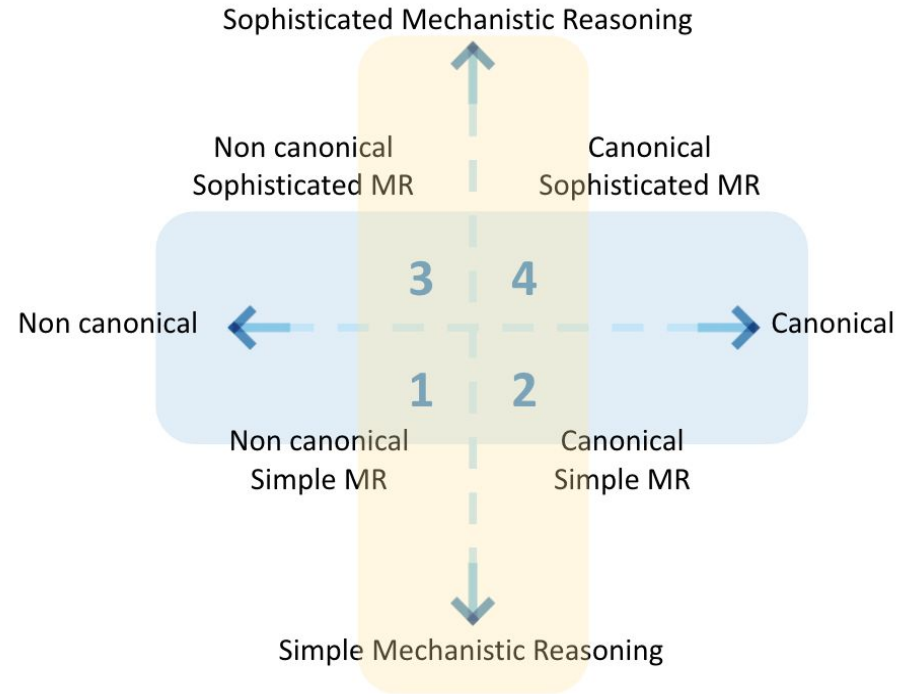 Sophisticated Mechanistic Reasoning
Non canonical
Sophisticated MR
Canonical
Sophisticated MR
3
4
Non canonical
Canonical
1
2
Non canonical
Simple MR
Canonical
Simple MR
Simple Mechanistic Reasoning